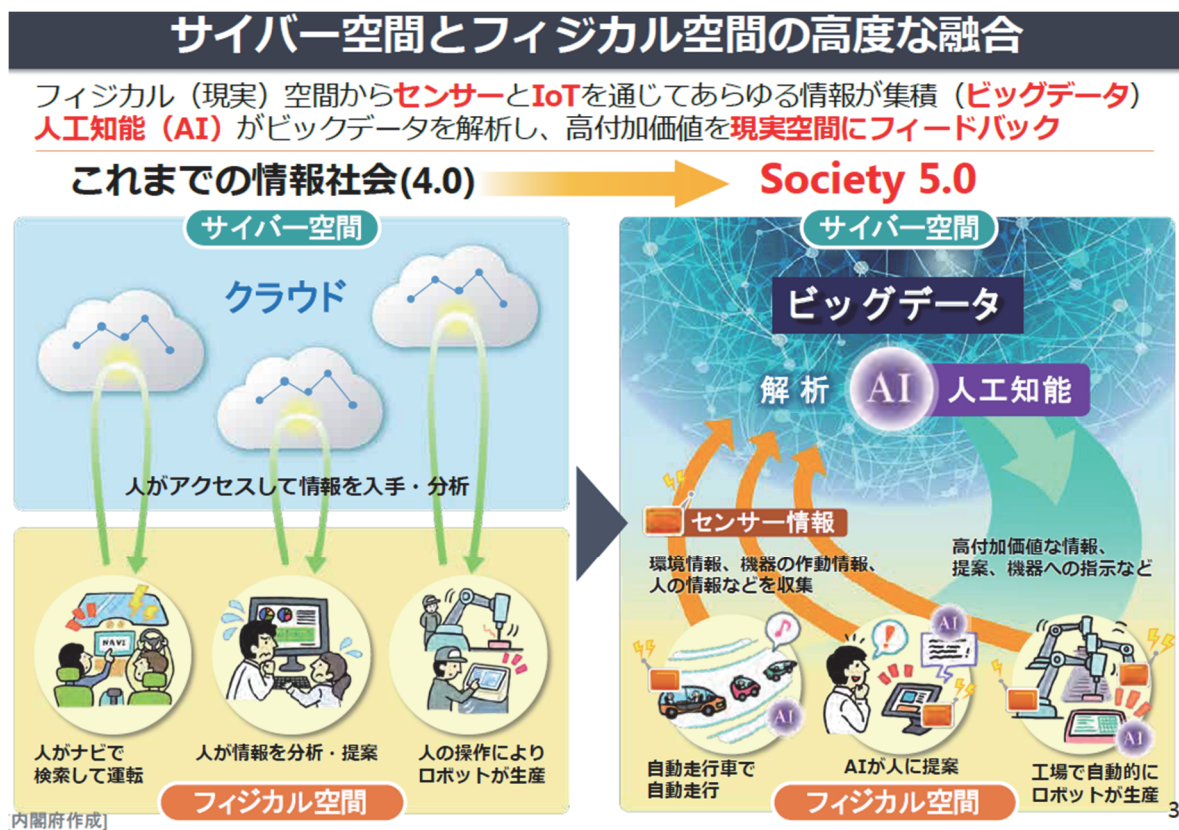 サイバー空間とフィジカル空間の高度な融合
フィジカル（現実）空間からセンサーとIoTを通じてあらゆる情報が集積（ビッグデータ）
人工知能（AI）がビックデータを解析し、高付加価値を現実空間にフィードバック
これまでの情報社会(4.0)
Society 5.0
サイバー空間
クラウド
人がアクセスして情報を入手・分析
NAVI
人がナビで
検索して運転
人が情報を分析・提案
人の操作により
ロボットが生産
フィジカル空間
サイバー空間
ビッグデータ
解析 AI 人工知能
センサー情報
環境情報、機器の作動情報、
人の情報などを収集
高付加価値な情報、
提案、機器への指示など
AI
AI
AI
自動走行車で
自動走行
AIが人に提案
工場で自動的に
ロボットが生産
フィジカル空間
3
[内閣府作成]